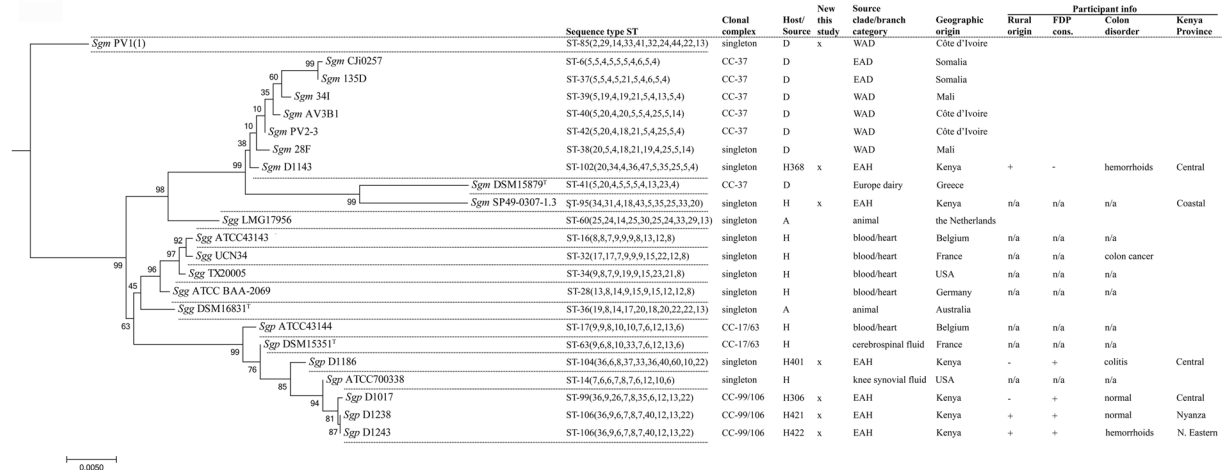 Clonal Host/ New Source Participant info
complex Source this clade/branch Geographic Rural FDP Colon Kenya
Sequence type ST study category origin origin cons. disorder Province
Sgm PV1(1) ST-85(2,29,14,33,41,32,24,44,22,13) singleton D x WAD Côte d'Ivoire
Sgm CJi0257 ST-6(5,5,4,5,5,5,4,6,5,4) CC-37 D EAD Somalia
99
Sgm 135D ST-37(5,5,4,5,21,5,4,6,5,4) CC-37 D EAD Somalia
60
Sgm 34I ST-39(5,19,4,19,21,5,4,13,5,4) CC-37 D WAD Mali
35
Sgm AV3B1 ST-40(5,20,4,20,5,5,4,25,5,14) CC-37 D WAD Côte d'Ivoire
10
Sgm PV2-3 ST-42(5,20,4,18,21,5,4,25,5,4) CC-37 D WAD Côte d'Ivoire
10
Sgm 28F ST-38(20,5,4,18,21,19,4,25,5,14) singleton D WAD Mali
38
Sgm D1143 ST-102(20,34,4,36,47,5,35,25,5,4) singleton H368 x EAH Kenya + - hemorrhoids Central
99
Sgm DSM15879T ST-41(5,20,4,5,5,5,4,13,23,4) CC-37 D Europe dairy Greece
98
Sgm SP49-0307-1.3 ST-95(34,31,4,18,43,5,35,25,33,20) singleton H x EAH Kenya n/a n/a n/a Coastal
99
Sgg LMG17956 ST-60(25,24,14,25,30,25,24,33,29,13) singleton A animal the Netherlands
Sgg ATCC43143 ST-16(8,8,7,9,9,9,8,13,12,8) singleton H blood/heart Belgium n/a n/a n/a
92
Sgg UCN34 ST-32(17,17,7,9,9,9,15,22,12,8) singleton H blood/heart France n/a n/a colon cancer
97
99
Sgg TX20005 ST-34(9,8,7,9,19,9,15,23,21,8) singleton H blood/heart USA n/a n/a n/a
96
Sgg ATCC BAA-2069 ST-28(13,8,14,9,15,9,15,12,12,8) singleton H blood/heart Germany n/a n/a n/a
45
Sgg DSM16831T ST-36(19,8,14,17,20,18,20,22,22,13) singleton A animal Australia
63
Sgp ATCC43144 ST-17(9,9,8,10,10,7,6,12,13,6) CC-17/63 H blood/heart Belgium n/a n/a n/a
Sgp DSM15351T ST-63(9,6,8,10,33,7,6,12,13,6) CC-17/63 H cerebrospinal fluid France n/a n/a n/a
99
Sgp D1186 ST-104(36,6,8,37,33,36,40,60,10,22) singleton H401 x EAH Kenya - + colitis Central
76
Sgp ATCC700338 ST-14(7,6,6,7,8,7,6,12,10,6) singleton H knee synovial fluid USA n/a n/a n/a
85
Sgp D1017 ST-99(36,9,26,7,8,35,6,12,13,22) CC-99/106 H306 x EAH Kenya - + normal Central
94
Sgp D1238 ST-106(36,9,6,7,8,7,40,12,13,22) CC-99/106 H421 x EAH Kenya + + normal Nyanza
81
Sgp D1243 ST-106(36,9,6,7,8,7,40,12,13,22) CC-99/106 H422 x EAH Kenya + + hemorrhoids N. Eastern
87
0.0050